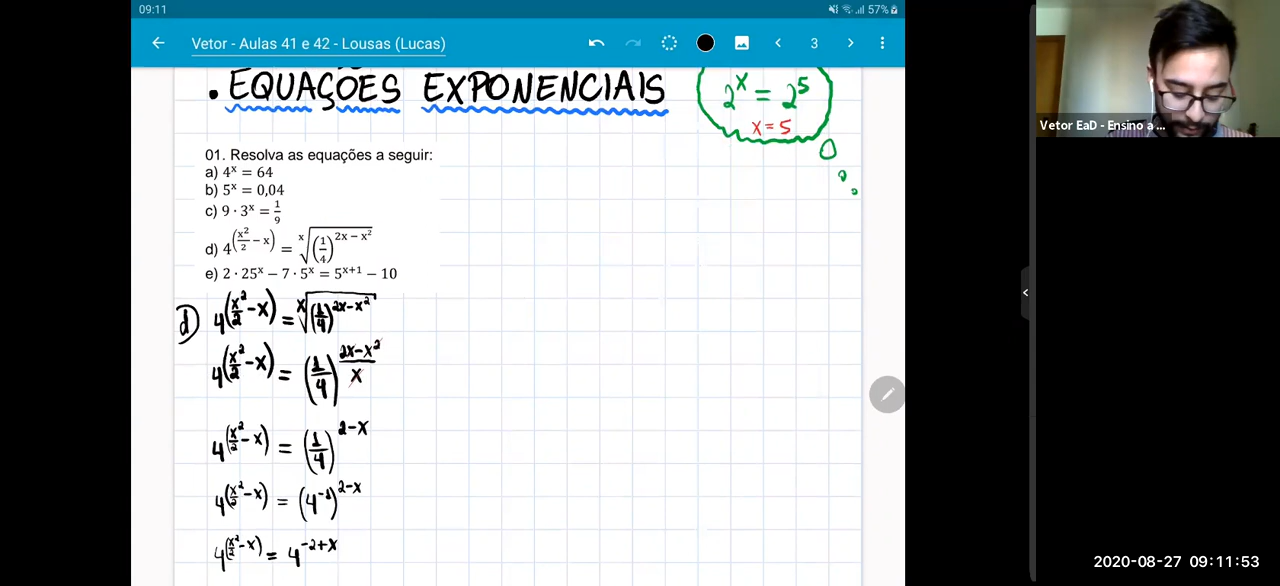 09:11
57%
Vetor - Aulas 41 e 42 - Lousas (Lucas)
3
. EQUAÇÕES EXPONENCIAIS
2^x = 2^5
x = 5
Vetor EaD - Ensino a ...
01. Resolva as equações a seguir:
a) 4^x = 64
b) 5^x = 0,04
c) 9 · 3^x = 1/9
d) 4^(x²/2 − x) = ˣ√(1/4)^(2x − x²)
e) 2 · 25^x − 7 · 5^x = 5^(x+1) − 10
d) 4^(x²/2 - x) = ˣ√(1/4)^(2x-x²)
4^(x²/2 - x) = (1/4)^((2x-x²)/x)
4^(x²/2 - x) = (1/4)^(2-x)
4^(x²/2 - x) = (4^-1)^(2-x)
4^(x²/2 - x) = 4^(-2+x)
2020-08-27 09:11:53